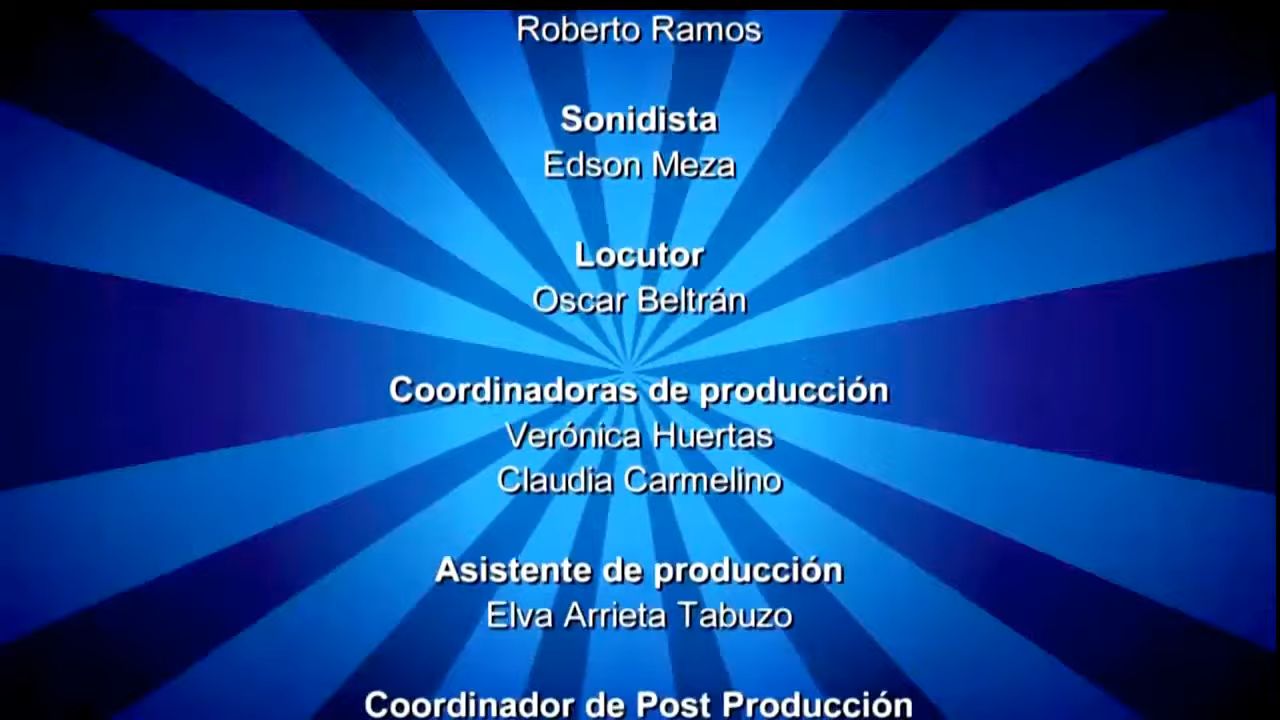 Roberto Ramos
Sonidista
Edson Meza
Locutor
Oscar Beltrán
Coordinadoras de producción
Verónica Huertas
Claudia Carmelino
Asistente de producción
Elva Arrieta Tabuzo
Coordinador de Post Producción